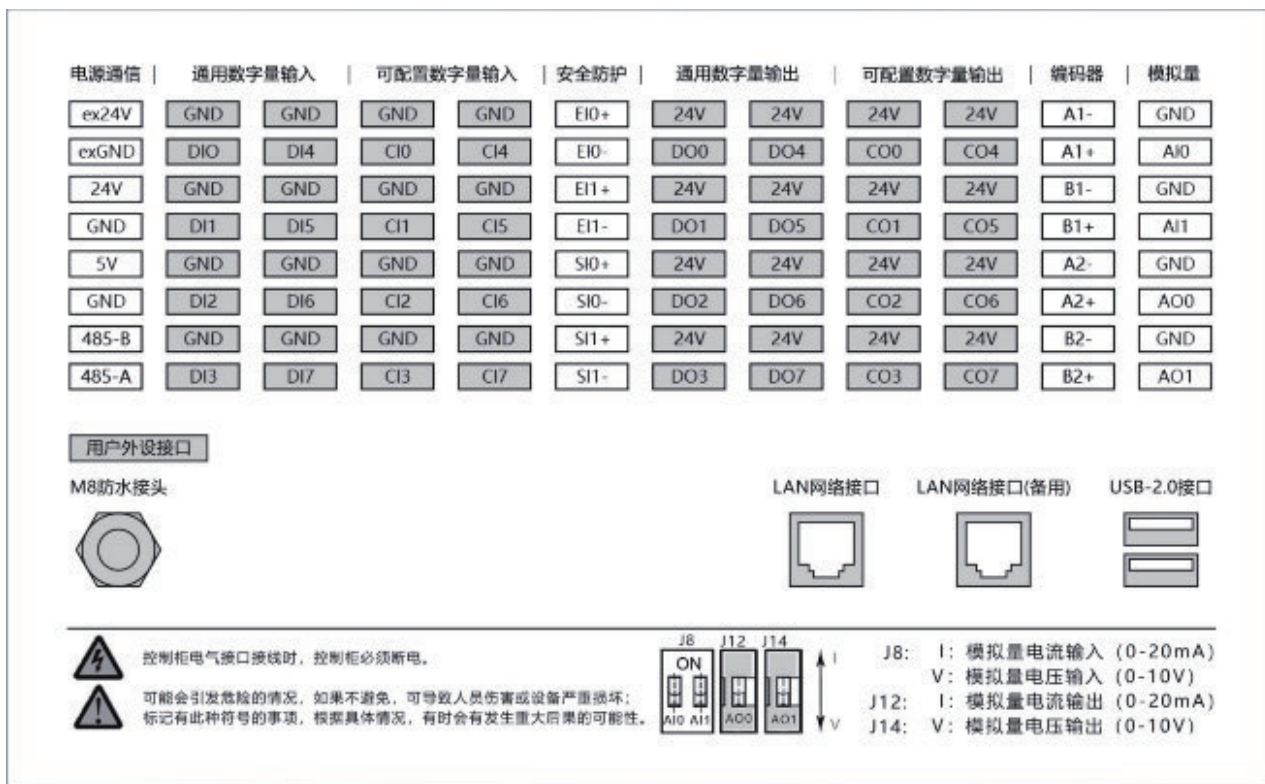 电源通信 | 通用数字量输入 | 可配置数字量输入 | 安全防护 | 通用数字量输出 | 可配置数字量输出 | 编码器 | 模拟量
ex24V GND GND GND GND EI0+ 24V 24V 24V 24V A1- GND
exGND DIO DI4 CI0 CI4 EI0- DO0 DO4 CO0 CO4 A1+ AI0
24V GND GND GND GND EI1+ 24V 24V 24V 24V B1- GND
GND DI1 DI5 CI1 CI5 EI1- DO1 DO5 CO1 CO5 B1+ AI1
5V GND GND GND GND SI0+ 24V 24V 24V 24V A2- GND
GND DI2 DI6 CI2 CI6 SI0- DO2 DO6 CO2 CO6 A2+ AO0
485-B GND GND GND GND SI1+ 24V 24V 24V 24V B2- GND
485-A DI3 DI7 CI3 CI7 SI1- DO3 DO7 CO3 CO7 B2+ AO1
用户外设接口
M8防水接头 LAN网络接口 LAN网络接口(备用) USB-2.0接口
控制柜电气接口接线时，控制柜必须断电。
可能会引发危险的情况，如果不避免，可导致人员伤害或设备严重损坏；
标记有此种符号的事项，根据具体情况，有时会有发生重大后果的可能性。
J8 J12 J14
ON I
AI0 AI1 AO0 AO1 V
J8: I: 模拟量电流输入 (0-20mA)
V: 模拟量电压输入 (0-10V)
J12: I: 模拟量电流输出 (0-20mA)
J14: V: 模拟量电压输出 (0-10V)